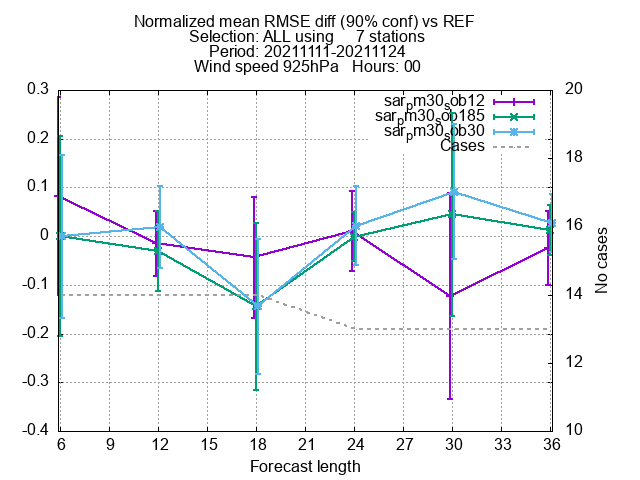 Normalized mean RMSE diff (90% conf) vs REF
Selection: ALL using 7 stations
Period: 20211111-20211124
Wind speed 925hPa Hours: 00
0.3
0.2
0.1
0
-0.1
-0.2
-0.3
-0.4
20
18
16
14
12
10
No cases
sar_pm30_sob12
sar_pm30_sob185
sar_pm30_sob30
Cases
6 9 12 15 18 21 24 27 30 33 36
Forecast length